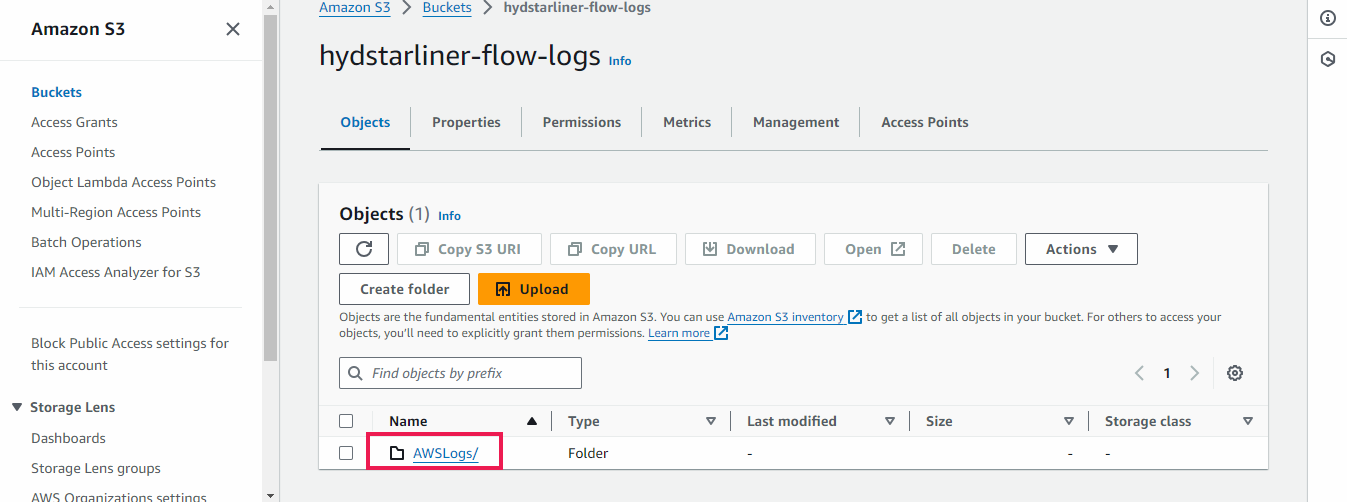 Amazon S3
Buckets
Access Grants
Access Points
Object Lambda Access Points
Multi-Region Access Points
Batch Operations
IAM Access Analyzer for S3
Block Public Access settings for
this account
Storage Lens
Dashboards
Storage Lens groups
AWS Organizations settings
Amazon S3 Buckets hydstarliner-flow-logs
hydstarliner-flow-logs Info
Objects Properties Permissions Metrics Management Access Points
Objects (1) Info
Copy S3 URI Copy URL Download Open Delete Actions
Create folder Upload
Objects are the fundamental entities stored in Amazon S3. You can use Amazon S3 inventory to get a list of all objects in your bucket. For others to access your
objects, you'll need to explicitly grant them permissions. Learn more
Find objects by prefix 1
Name Type Last modified Size Storage class
AWSLogs/ Folder - - -